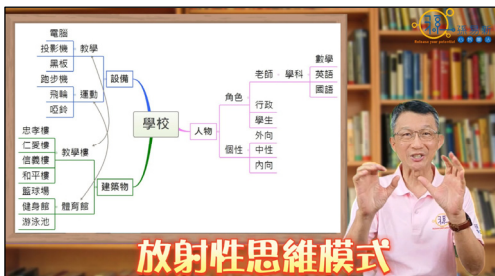 電腦
投影機
黑板
教學
跑步機
飛輪
啞鈴
運動
設備
忠孝樓
仁愛樓
信義樓
和平樓
教學樓
籃球場
健身館
游泳池
體育館
建築物
學校
人物
角色
老師
學科
數學
英語
國語
行政
學生
個性
外向
中性
內向
放射性思維模式